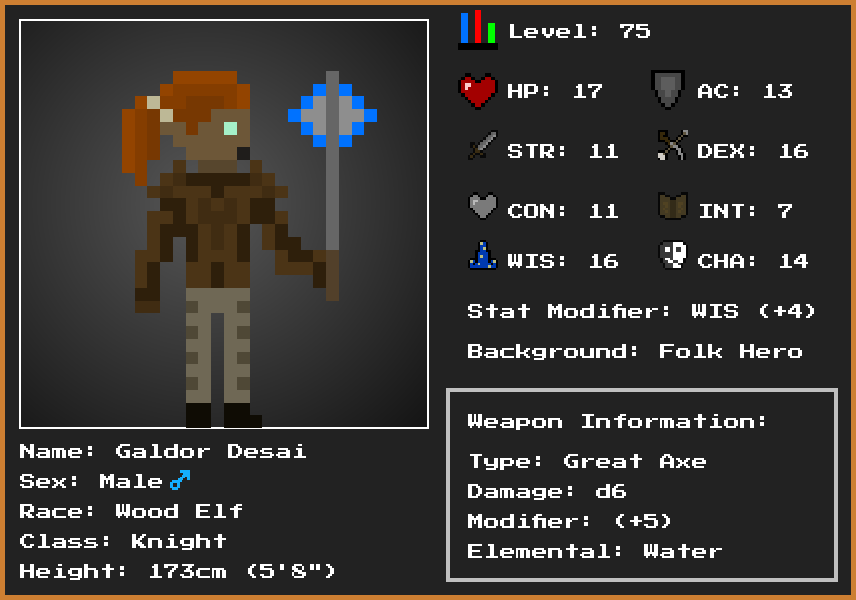 Level: 75
HP: 17 AC: 13
STR: 11 DEX: 16
CON: 11 INT: 7
WIS: 16 CHA: 14
Stat Modifier: WIS (+4)
Background: Folk Hero
Weapon Information:
Type: Great Axe
Damage: d6
Modifier: (+5)
Elemental: Water
Name: Galdor Desai
Sex: Male ♂
Race: Wood Elf
Class: Knight
Height: 173cm (5'8")